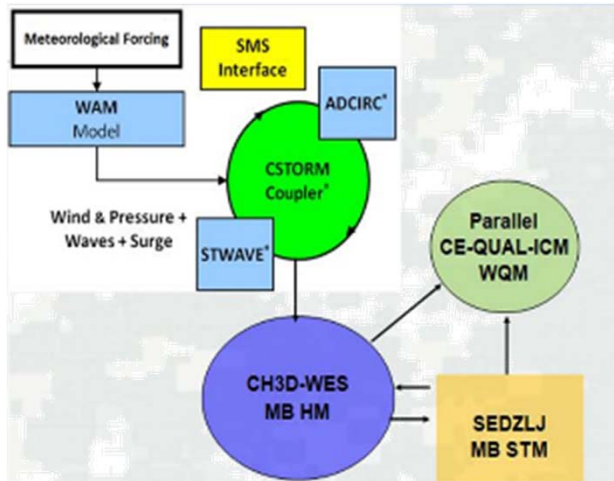 Meteorological Forcing
SMS
Interface
WAM
Model
ADCIRC*
CSTORM
Coupler*
Wind & Pressure +
Waves + Surge
STWAVE*
Parallel
CE-QUAL-ICM
WQM
CH3D-WES
MB HM
SEDZLJ
MB STM